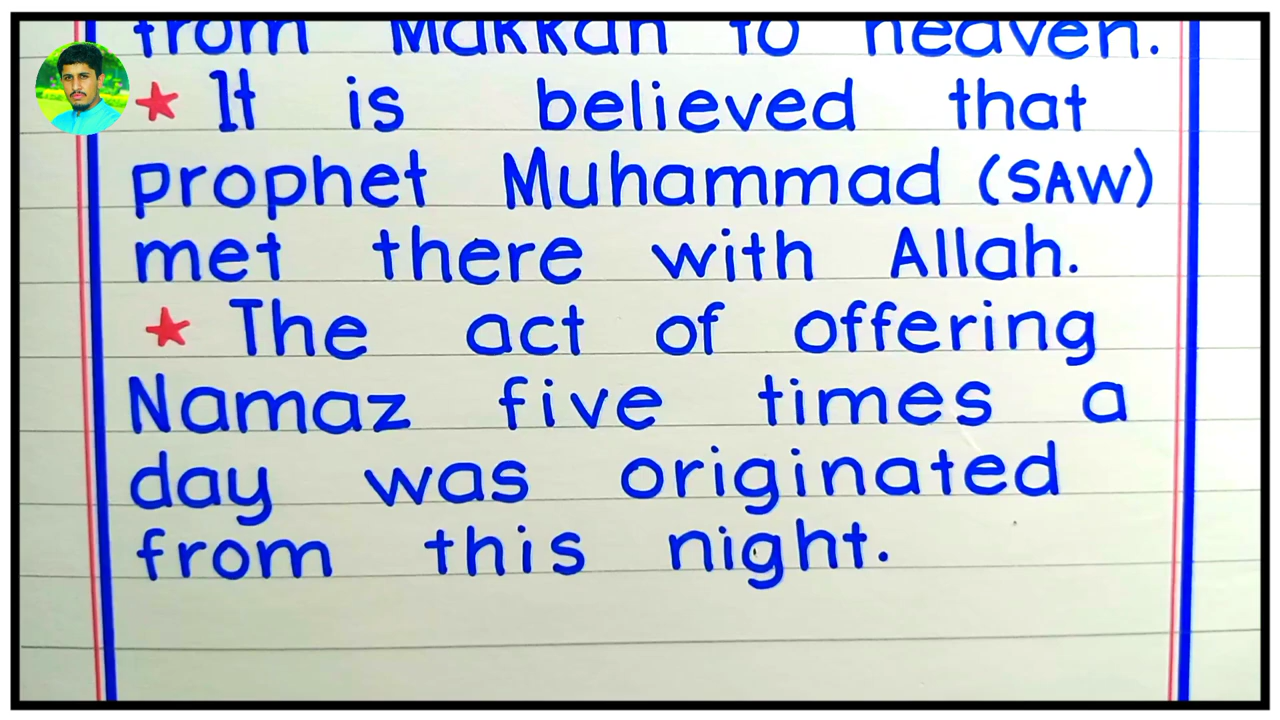 from Makkah to heaven.
★ It is believed that
prophet Muhammad (SAW)
met there with Allah.
★ The act of offering
Namaz five times a
day was originated
from this night.